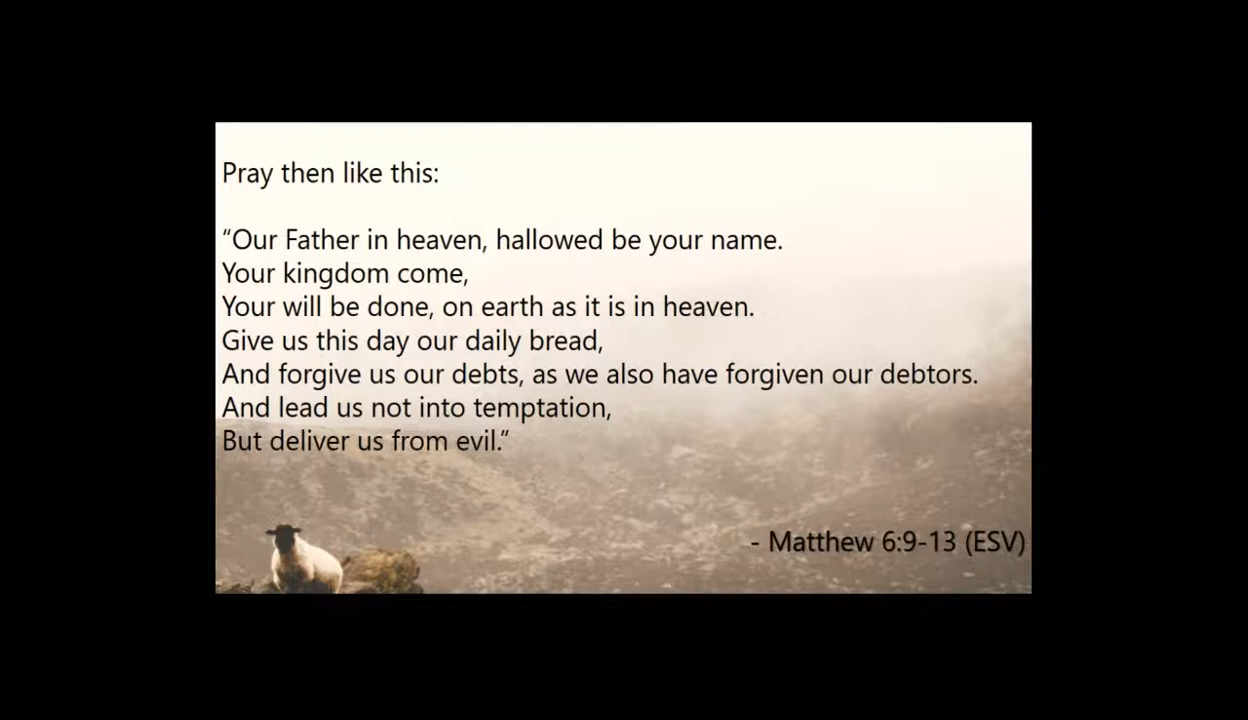 Pray then like this:
“Our Father in heaven, hallowed be your name.
Your kingdom come,
Your will be done, on earth as it is in heaven.
Give us this day our daily bread,
And forgive us our debts, as we also have forgiven our debtors.
And lead us not into temptation,
But deliver us from evil.”
- Matthew 6:9-13 (ESV)